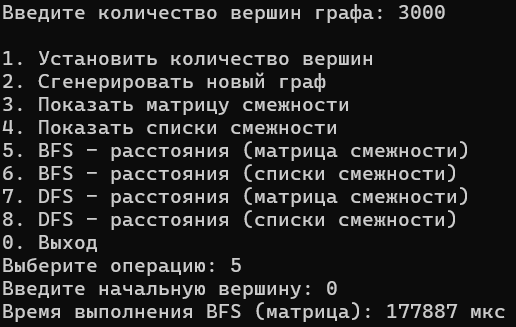 Введите количество вершин графа: 3000
1. Установить количество вершин
2. Сгенерировать новый граф
3. Показать матрицу смежности
4. Показать списки смежности
5. BFS – расстояния (матрица смежности)
6. BFS – расстояния (списки смежности)
7. DFS – расстояния (матрица смежности)
8. DFS – расстояния (списки смежности)
0. Выход
Выберите операцию: 5
Введите начальную вершину: 0
Время выполнения BFS (матрица): 177887 мкс